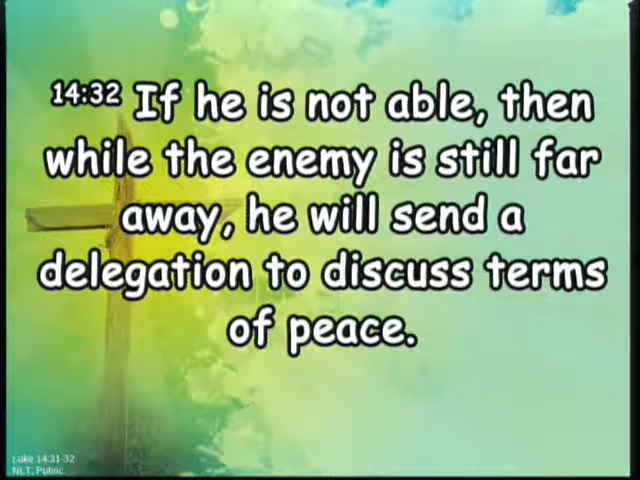 14:32 If he is not able, then
while the enemy is still far
away, he will send a
delegation to discuss terms
of peace.
Luke 14:31-32
NLT, Public